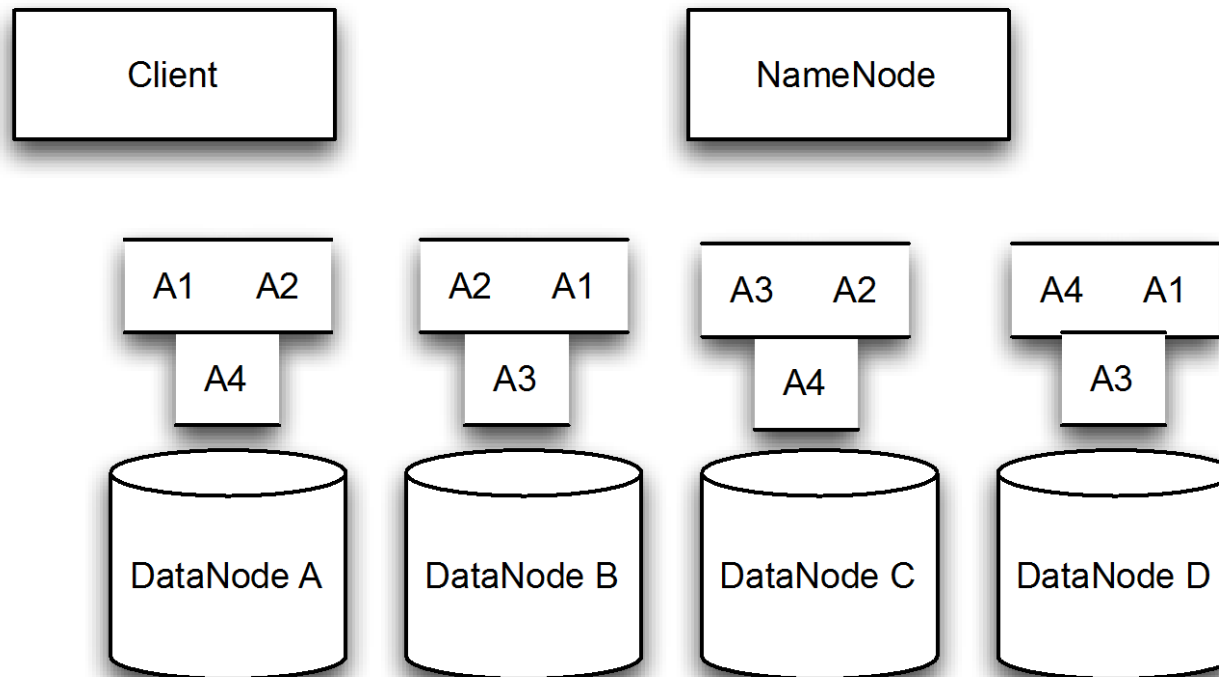 Client
NameNode
A1 A2
A2 A1
A3 A2
A4 A1
A4
A3
A4
A3
DataNode A
DataNode B
DataNode C
DataNode D